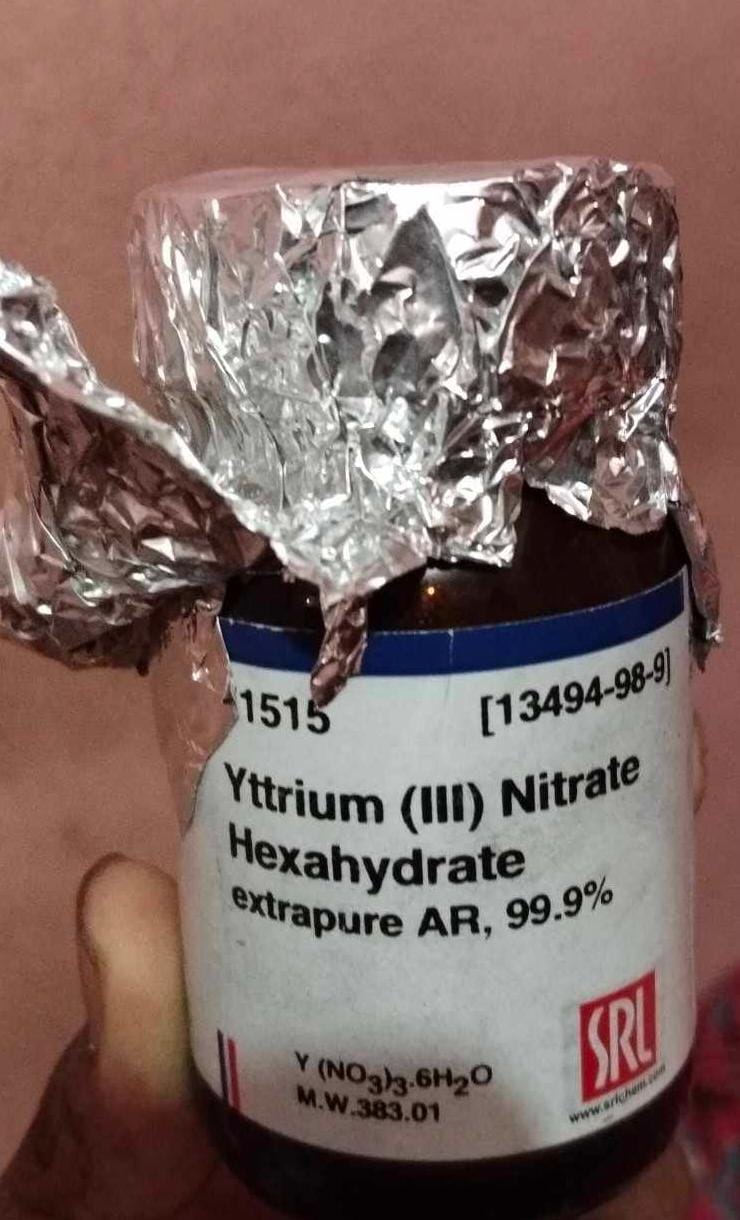 1515 [13494-98-9]
Yttrium (III) Nitrate
Hexahydrate
extrapure AR, 99.9%
Y (NO3)3.6H2O
M.W.383.01
SRL
www.srlchem.com